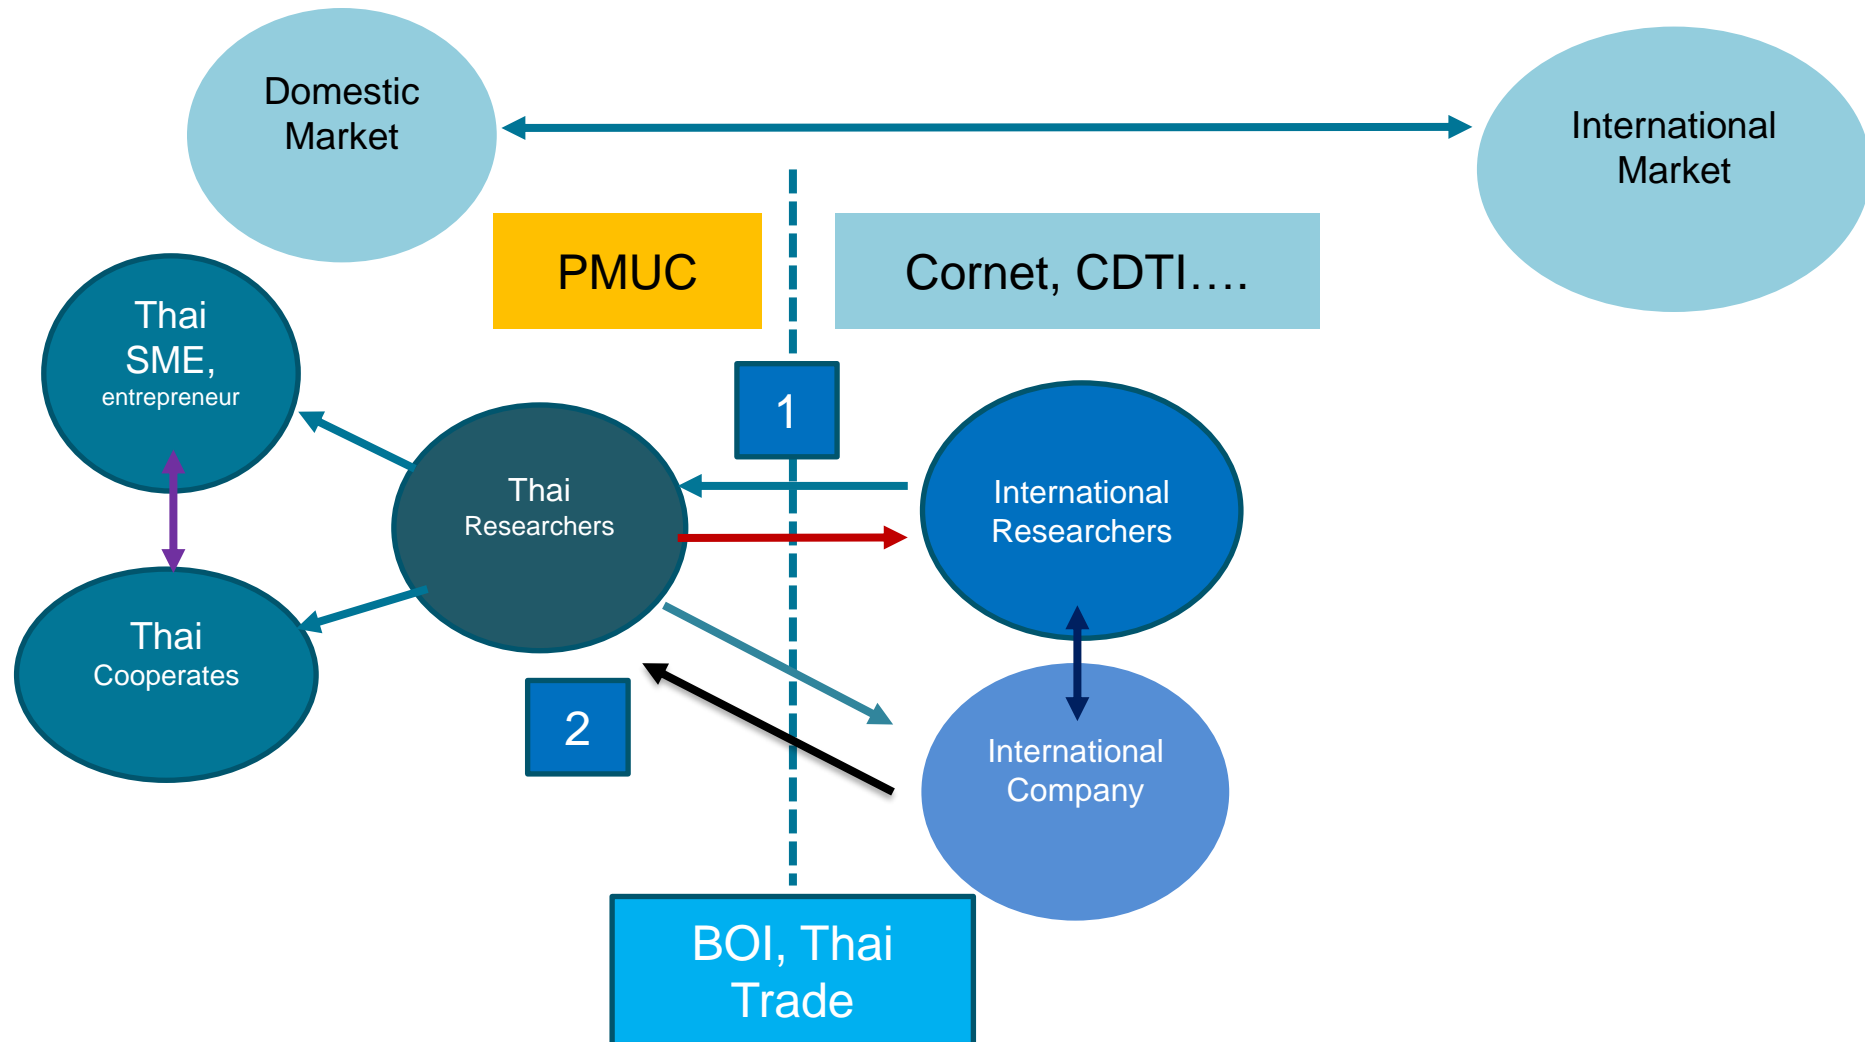 Domestic
Market
International
Market
PMUC
Cornet, CDTI….
Thai
SME,
entrepreneur
1
Thai
Researchers
International
Researchers
Thai
Cooperates
2
International
Company
BOI, Thai
Trade